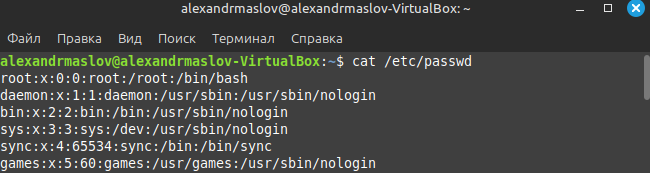 alexandrmaslov@alexandrmaslov-VirtualBox: ~
Файл Правка Вид Поиск Терминал Справка
alexandrmaslov@alexandrmaslov-VirtualBox:~$ cat /etc/passwd
root:x:0:0:root:/root:/bin/bash
daemon:x:1:1:daemon:/usr/sbin:/usr/sbin/nologin
bin:x:2:2:bin:/bin:/usr/sbin/nologin
sys:x:3:3:sys:/dev:/usr/sbin/nologin
sync:x:4:65534:sync:/bin:/bin/sync
games:x:5:60:games:/usr/games:/usr/sbin/nologin